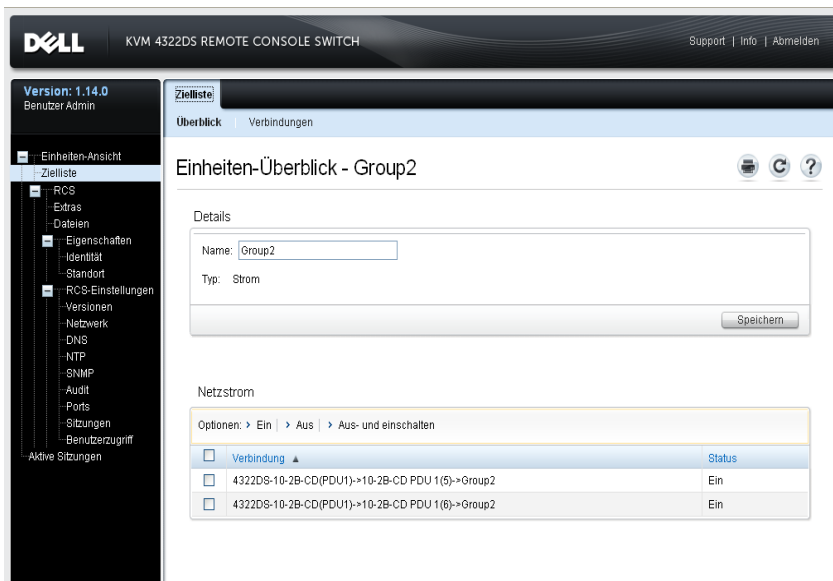 DELL
KVM 4322DS REMOTE CONSOLE SWITCH
Support | Info | Abmelden
Version: 1.14.0
Benutzer Admin
Einheiten-Ansicht
Zielliste
RCS
Extras
Dateien
Eigenschaften
Identität
Standort
RCS-Einstellungen
Versionen
Netzwerk
DNS
NTP
SNMP
Audit
Ports
Sitzungen
Benutzerzugriff
Aktive Sitzungen
Zielliste
Überblick
Verbindungen
Einheiten-Überblick - Group2
?
Details
Name: Group2
Typ: Strom
Speichern
Netzstrom
Optionen: > Ein | > Aus | > Aus- und einschalten
Verbindung ▲ Status
4322DS-10-2B-CD(PDU1)->10-2B-CD PDU 1(5)->Group2 Ein
4322DS-10-2B-CD(PDU1)->10-2B-CD PDU 1(6)->Group2 Ein